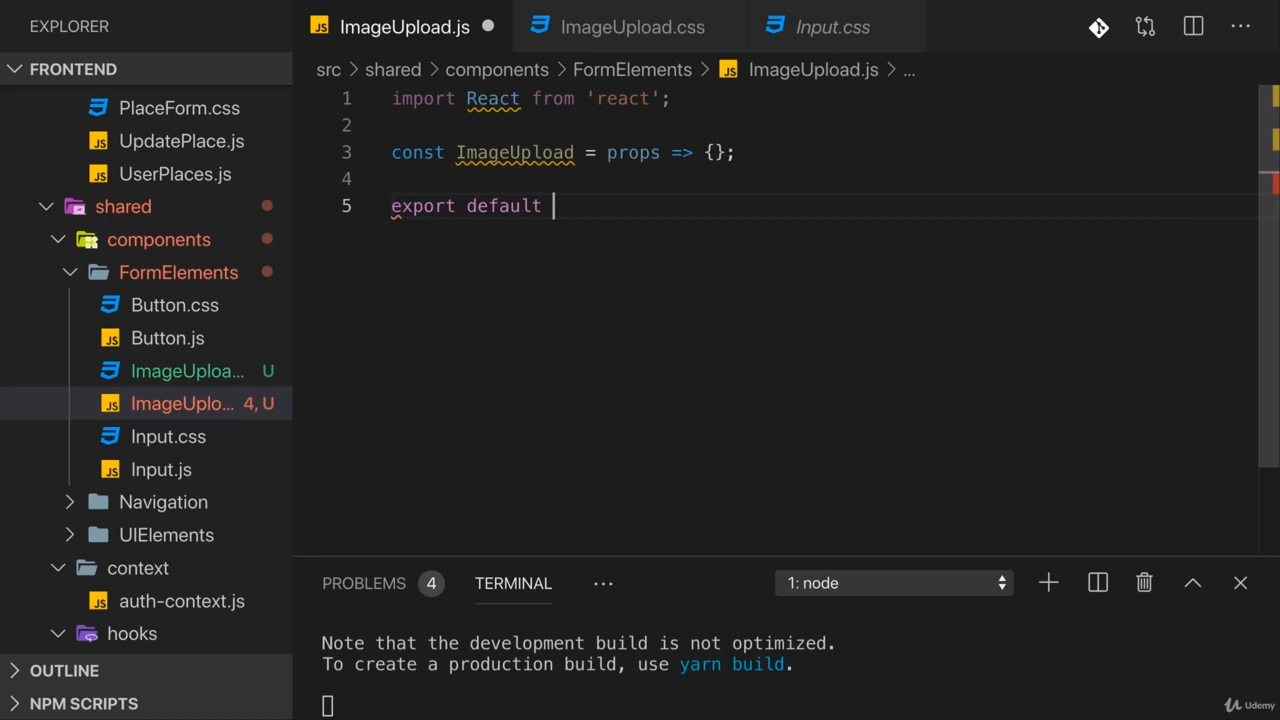 EXPLORER
FRONTEND
PlaceForm.css
UpdatePlace.js
UserPlaces.js
shared
components
FormElements
Button.css
Button.js
ImageUploa... U
ImageUplo... 4, U
Input.css
Input.js
Navigation
UIElements
context
auth-context.js
hooks
OUTLINE
NPM SCRIPTS
JS ImageUpload.js
ImageUpload.css
Input.css
src > shared > components > FormElements > JS ImageUpload.js > ...
1 import React from 'react';
2
3 const ImageUpload = props => {};
4
5 export default
PROBLEMS 4 TERMINAL ... 1: node
Note that the development build is not optimized.
To create a production build, use yarn build.
Udemy